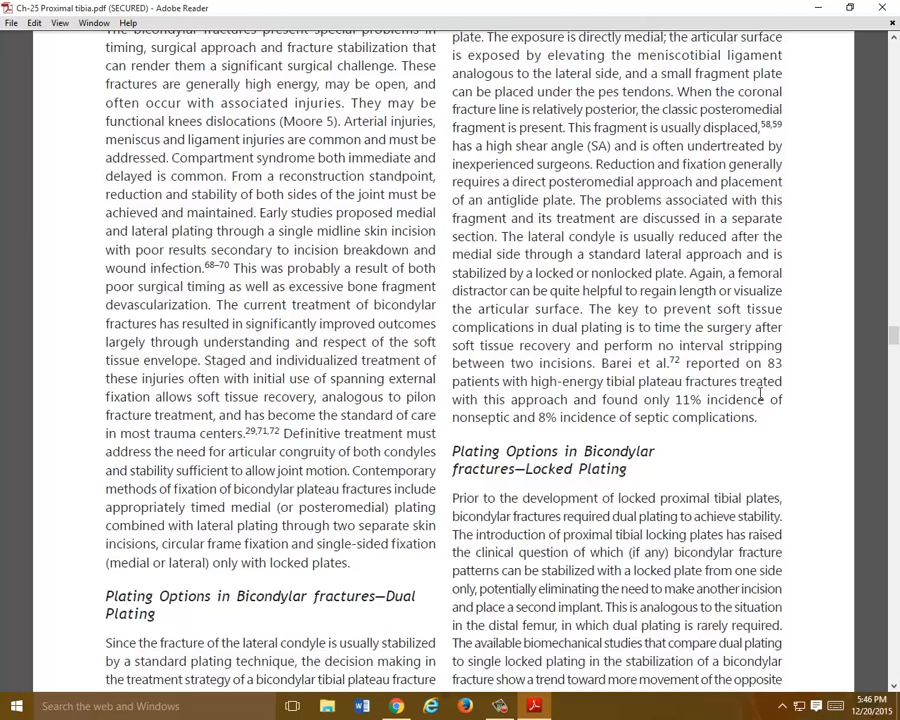 Ch-25 Proximal tibia.pdf (SECURED) - Adobe Reader
File Edit View Window Help
The bicondylar fractures present special problems in
timing, surgical approach and fracture stabilization that
can render them a significant surgical challenge. These
fractures are generally high energy, may be open, and
often occur with associated injuries. They may be
functional knees dislocations (Moore 5). Arterial injuries,
meniscus and ligament injuries are common and must be
addressed. Compartment syndrome both immediate and
delayed is common. From a reconstruction standpoint,
reduction and stability of both sides of the joint must be
achieved and maintained. Early studies proposed medial
and lateral plating through a single midline skin incision
with poor results secondary to incision breakdown and
wound infection.68–70 This was probably a result of both
poor surgical timing as well as excessive bone fragment
devascularization. The current treatment of bicondylar
fractures has resulted in significantly improved outcomes
largely through understanding and respect of the soft
tissue envelope. Staged and individualized treatment of
these injuries often with initial use of spanning external
fixation allows soft tissue recovery, analogous to pilon
fracture treatment, and has become the standard of care
in most trauma centers.29,71,72 Definitive treatment must
address the need for articular congruity of both condyles
and stability sufficient to allow joint motion. Contemporary
methods of fixation of bicondylar plateau fractures include
appropriately timed medial (or posteromedial) plating
combined with lateral plating through two separate skin
incisions, circular frame fixation and single-sided fixation
(medial or lateral) only with locked plates.
Plating Options in Bicondylar fractures—Dual
Plating
Since the fracture of the lateral condyle is usually stabilized
by a standard plating technique, the decision making in
the treatment strategy of a bicondylar tibial plateau fracture
plate. The exposure is directly medial; the articular surface
is exposed by elevating the meniscotibial ligament
analogous to the lateral side, and a small fragment plate
can be placed under the pes tendons. When the coronal
fracture line is relatively posterior, the classic posteromedial
fragment is present. This fragment is usually displaced,58,59
has a high shear angle (SA) and is often undertreated by
inexperienced surgeons. Reduction and fixation generally
requires a direct posteromedial approach and placement
of an antiglide plate. The problems associated with this
fragment and its treatment are discussed in a separate
section. The lateral condyle is usually reduced after the
medial side through a standard lateral approach and is
stabilized by a locked or nonlocked plate. Again, a femoral
distractor can be quite helpful to regain length or visualize
the articular surface. The key to prevent soft tissue
complications in dual plating is to time the surgery after
soft tissue recovery and perform no interval stripping
between two incisions. Barei et al.72 reported on 83
patients with high-energy tibial plateau fractures treated
with this approach and found only 11% incidence of
nonseptic and 8% incidence of septic complications.
Plating Options in Bicondylar
fractures—Locked Plating
Prior to the development of locked proximal tibial plates,
bicondylar fractures required dual plating to achieve stability.
The introduction of proximal tibial locking plates has raised
the clinical question of which (if any) bicondylar fracture
patterns can be stabilized with a locked plate from one side
only, potentially eliminating the need to make another incision
and place a second implant. This is analogous to the situation
in the distal femur, in which dual plating is rarely required.
The available biomechanical studies that compare dual plating
to single locked plating in the stabilization of a bicondylar
fracture show a trend toward more movement of the opposite
Search the web and Windows
5:46 PM
12/20/2015